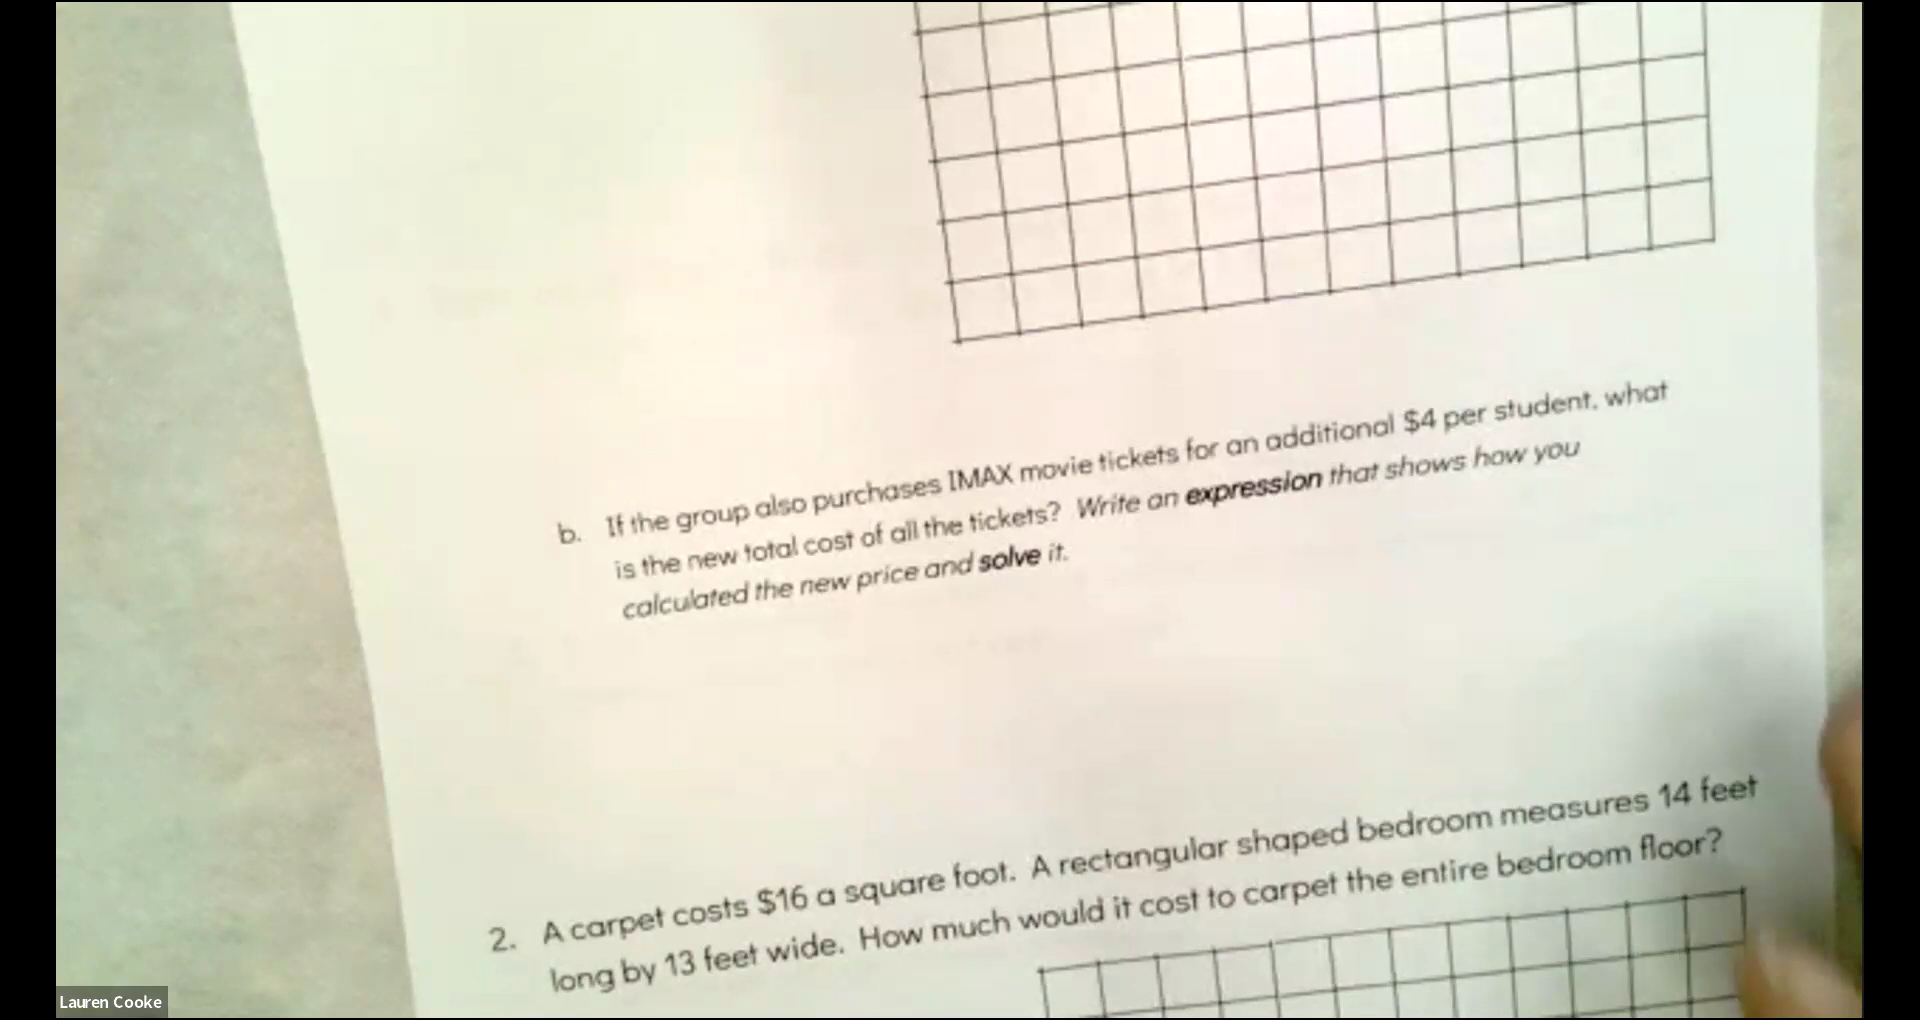 b. If the group also purchases IMAX movie tickets for an additional $4 per student, what
is the new total cost of all the tickets? Write an expression that shows how you
calculated the new price and solve it.
2. A carpet costs $16 a square foot. A rectangular shaped bedroom measures 14 feet
long by 13 feet wide. How much would it cost to carpet the entire bedroom floor?
Lauren Cooke